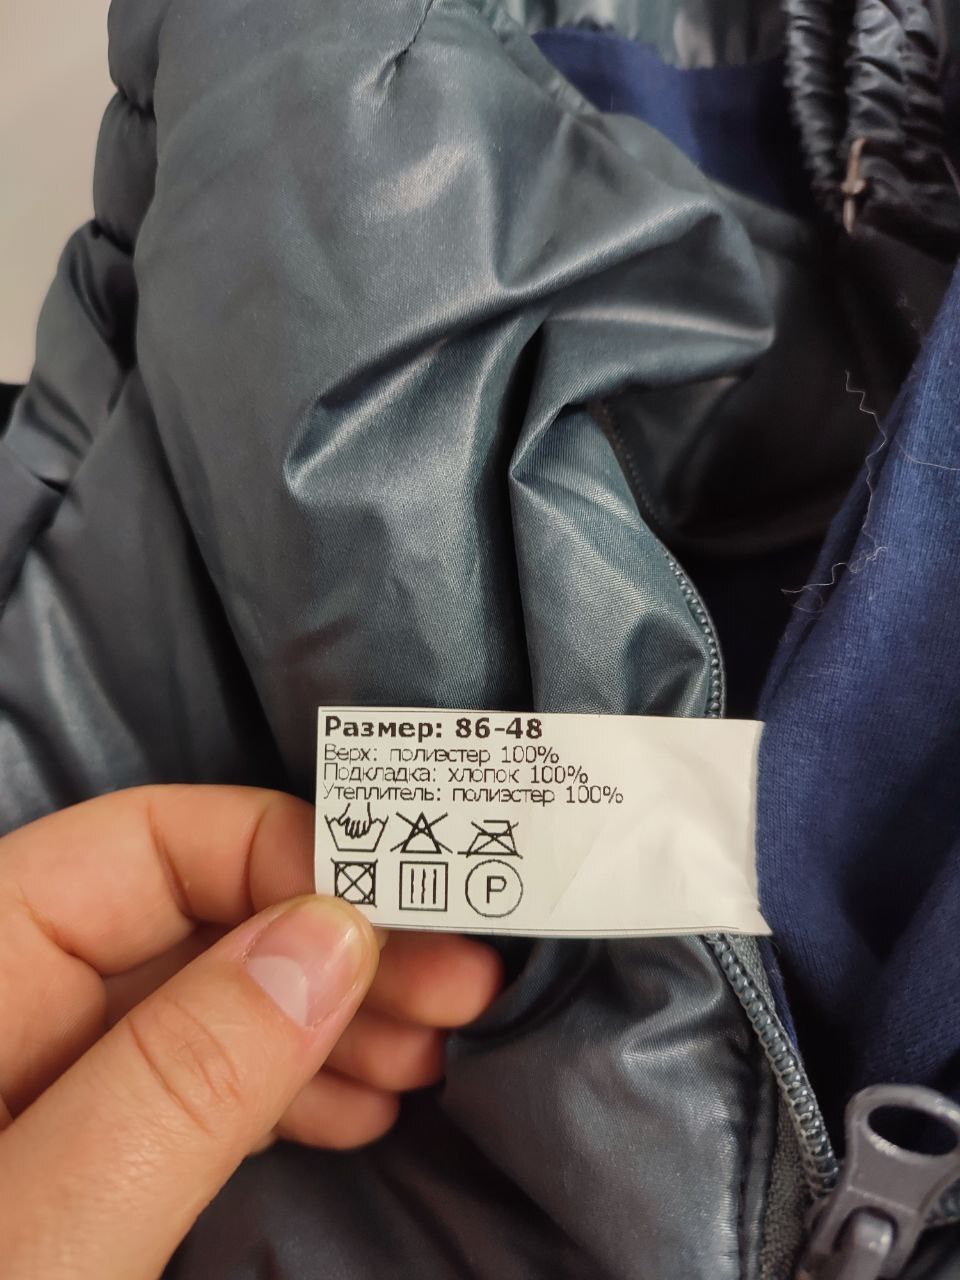 Размер: 86-48
Верх: полиэстер 100%
Подкладка: хлопок 100%
Утеплитель: полиэстер 100%
P